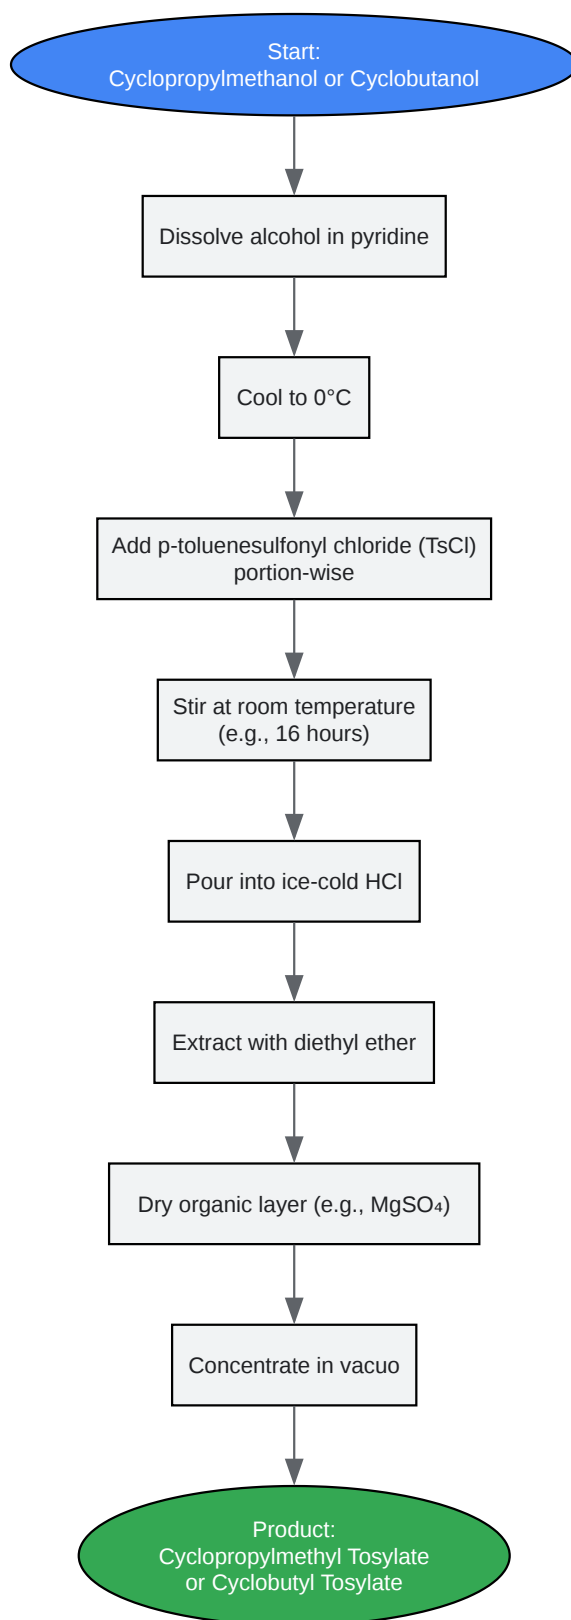 Start:
Cyclopropylmethanol or Cyclobutanol
Dissolve alcohol in pyridine
Cool to 0°C
Add p-toluenesulfonyl chloride (TsCl)
portion-wise
Stir at room temperature
(e.g., 16 hours)
Pour into ice-cold HCl
Extract with diethyl ether
Dry organic layer (e.g., MgSO₄)
Concentrate in vacuo
Product:
Cyclopropylmethyl Tosylate
or Cyclobutyl Tosylate